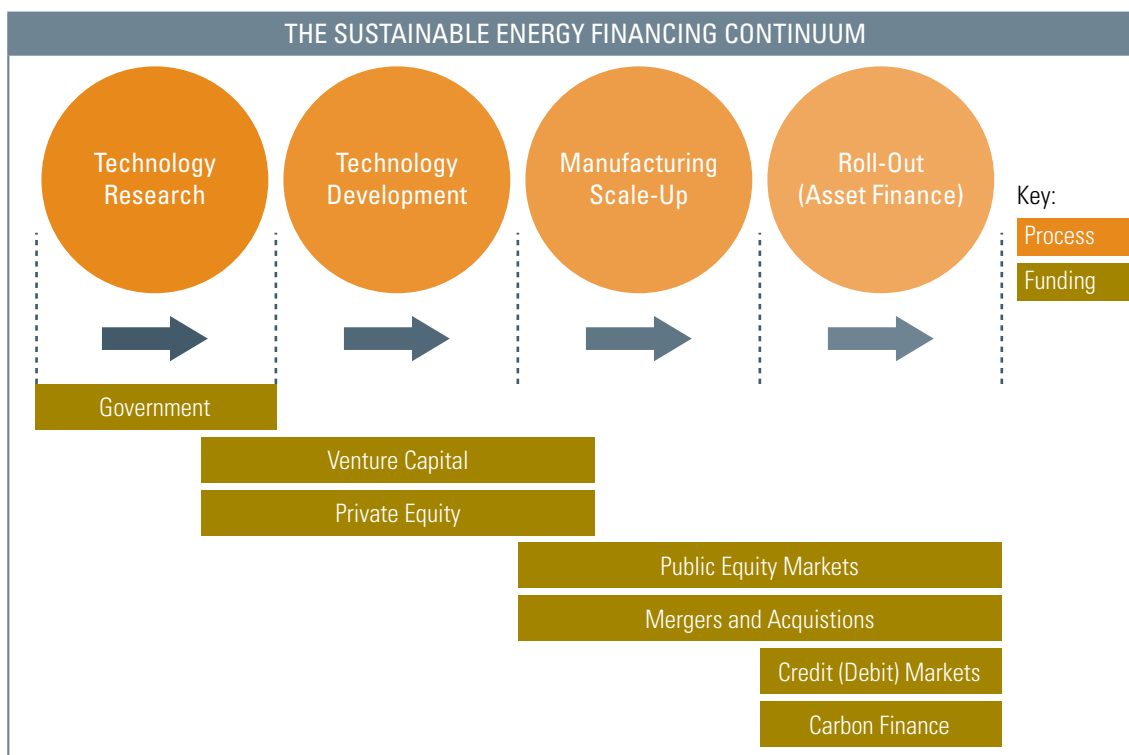 THE SUSTAINABLE ENERGY FINANCING CONTINUUM
Technology
Research
Technology
Development
Manufacturing
Scale-Up
Roll-Out
(Asset Finance)
Key:
Process
Funding
Government
Venture Capital
Private Equity
Public Equity Markets
Mergers and Acquistions
Credit (Debit) Markets
Carbon Finance